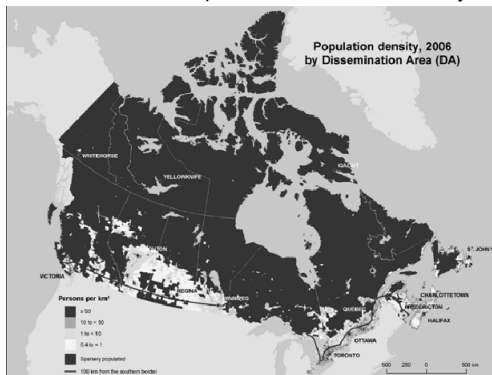 Population density, 2006
by Dissemination Area (DA)
WHITEHORSE
YELLOWKNIFE
IQALUIT
ST. JOHN'S
VICTORIA
REGINA
WINNIPEG
QUEBEC
CHARLOTTETOWN
FREDERICTON
HALIFAX
OTTAWA
TORONTO
Persons per km²
≥ 50
10 to < 50
1 to < 10
0.4 to < 1
Sparsely populated
100 km from the southern border
500
0
500 km